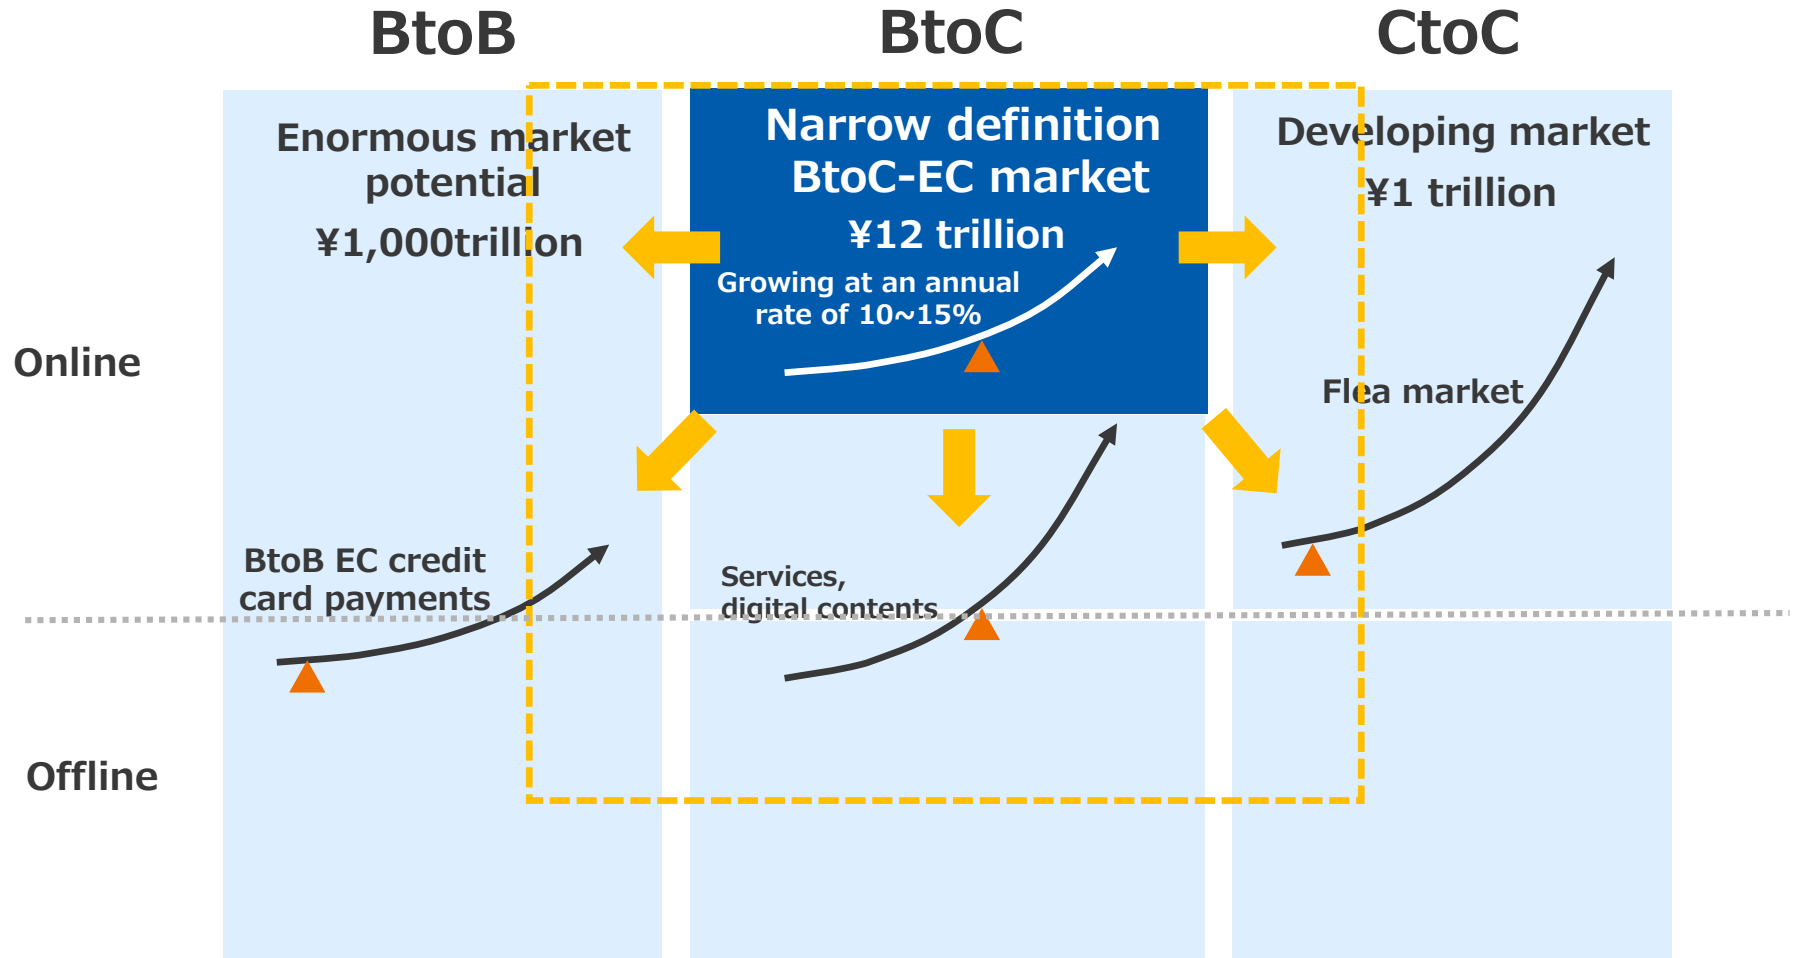 BtoB
BtoC
CtoC
Enormous market
potential
¥1,000trillion
Narrow definition
BtoC-EC market
¥12 trillion
Growing at an annual
rate of 10~15%
Developing market
¥1 trillion
Online
Flea market
BtoB EC credit
card payments
Services,
digital contents
Offline